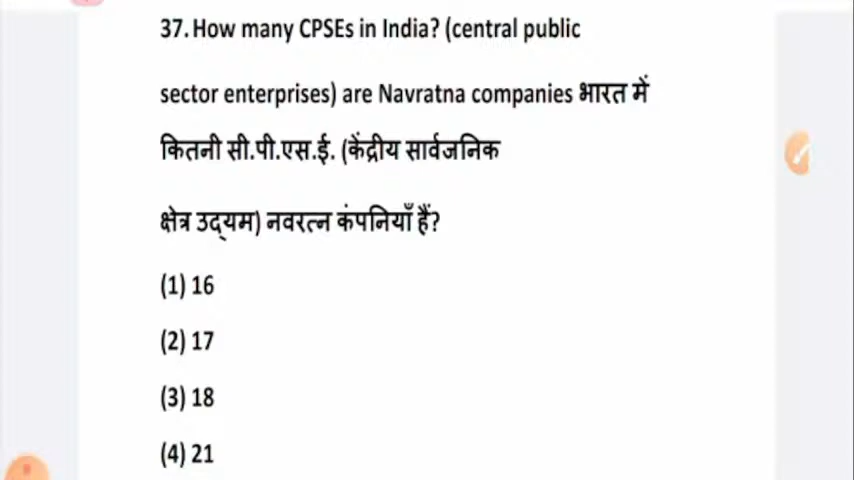 37. How many CPSEs in India? (central public
sector enterprises) are Navratna companies भारत में
कितनी सी.पी.एस.ई. (केंद्रीय सार्वजनिक
क्षेत्र उद्यम) नवरत्न कंपनियाँ हैं?
(1) 16
(2) 17
(3) 18
(4) 21